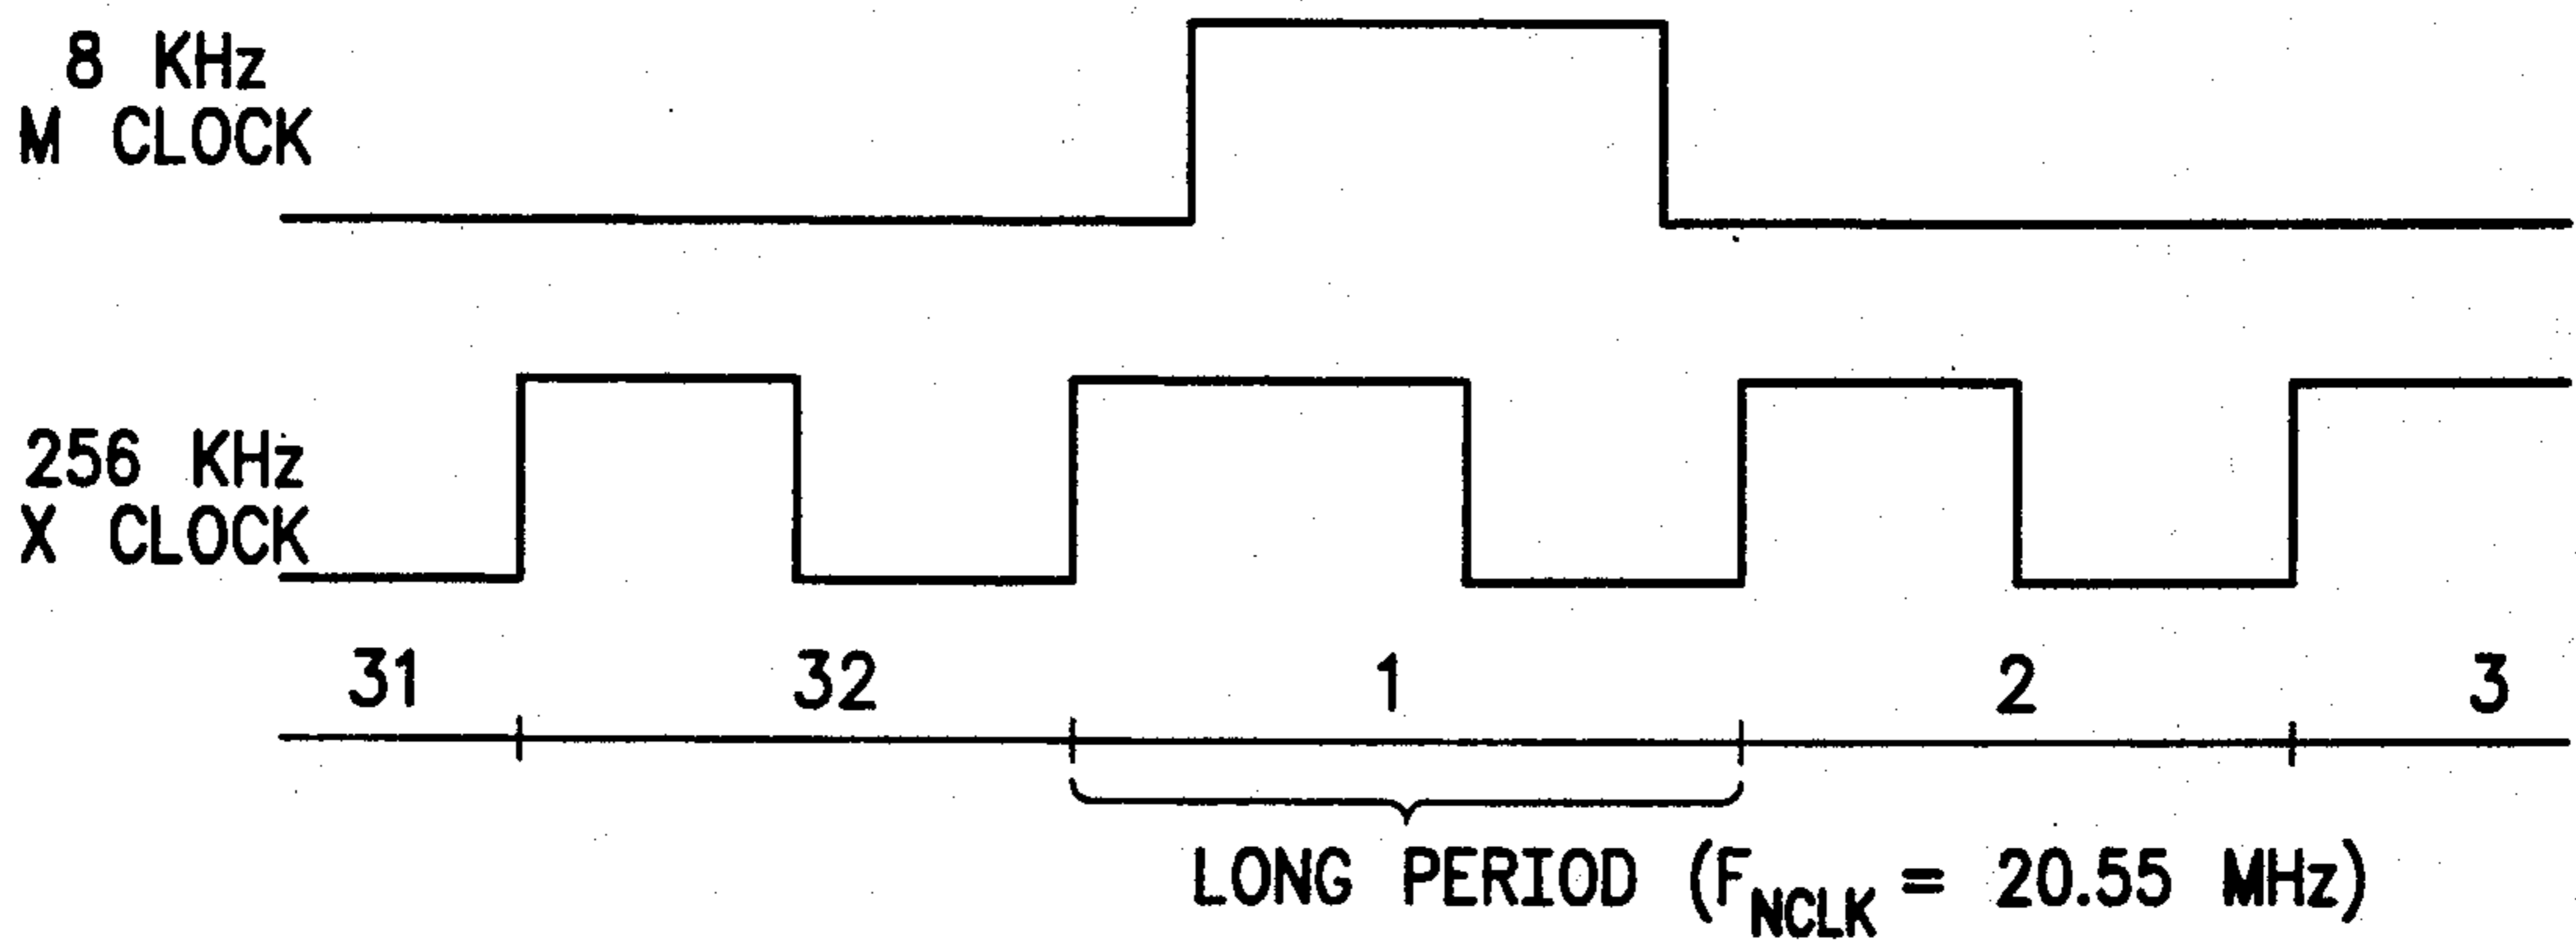 8 KHz
M CLOCK
256 KHz
X CLOCK
31 32 1 2 3
LONG PERIOD (FNCLK = 20.55 MHz)